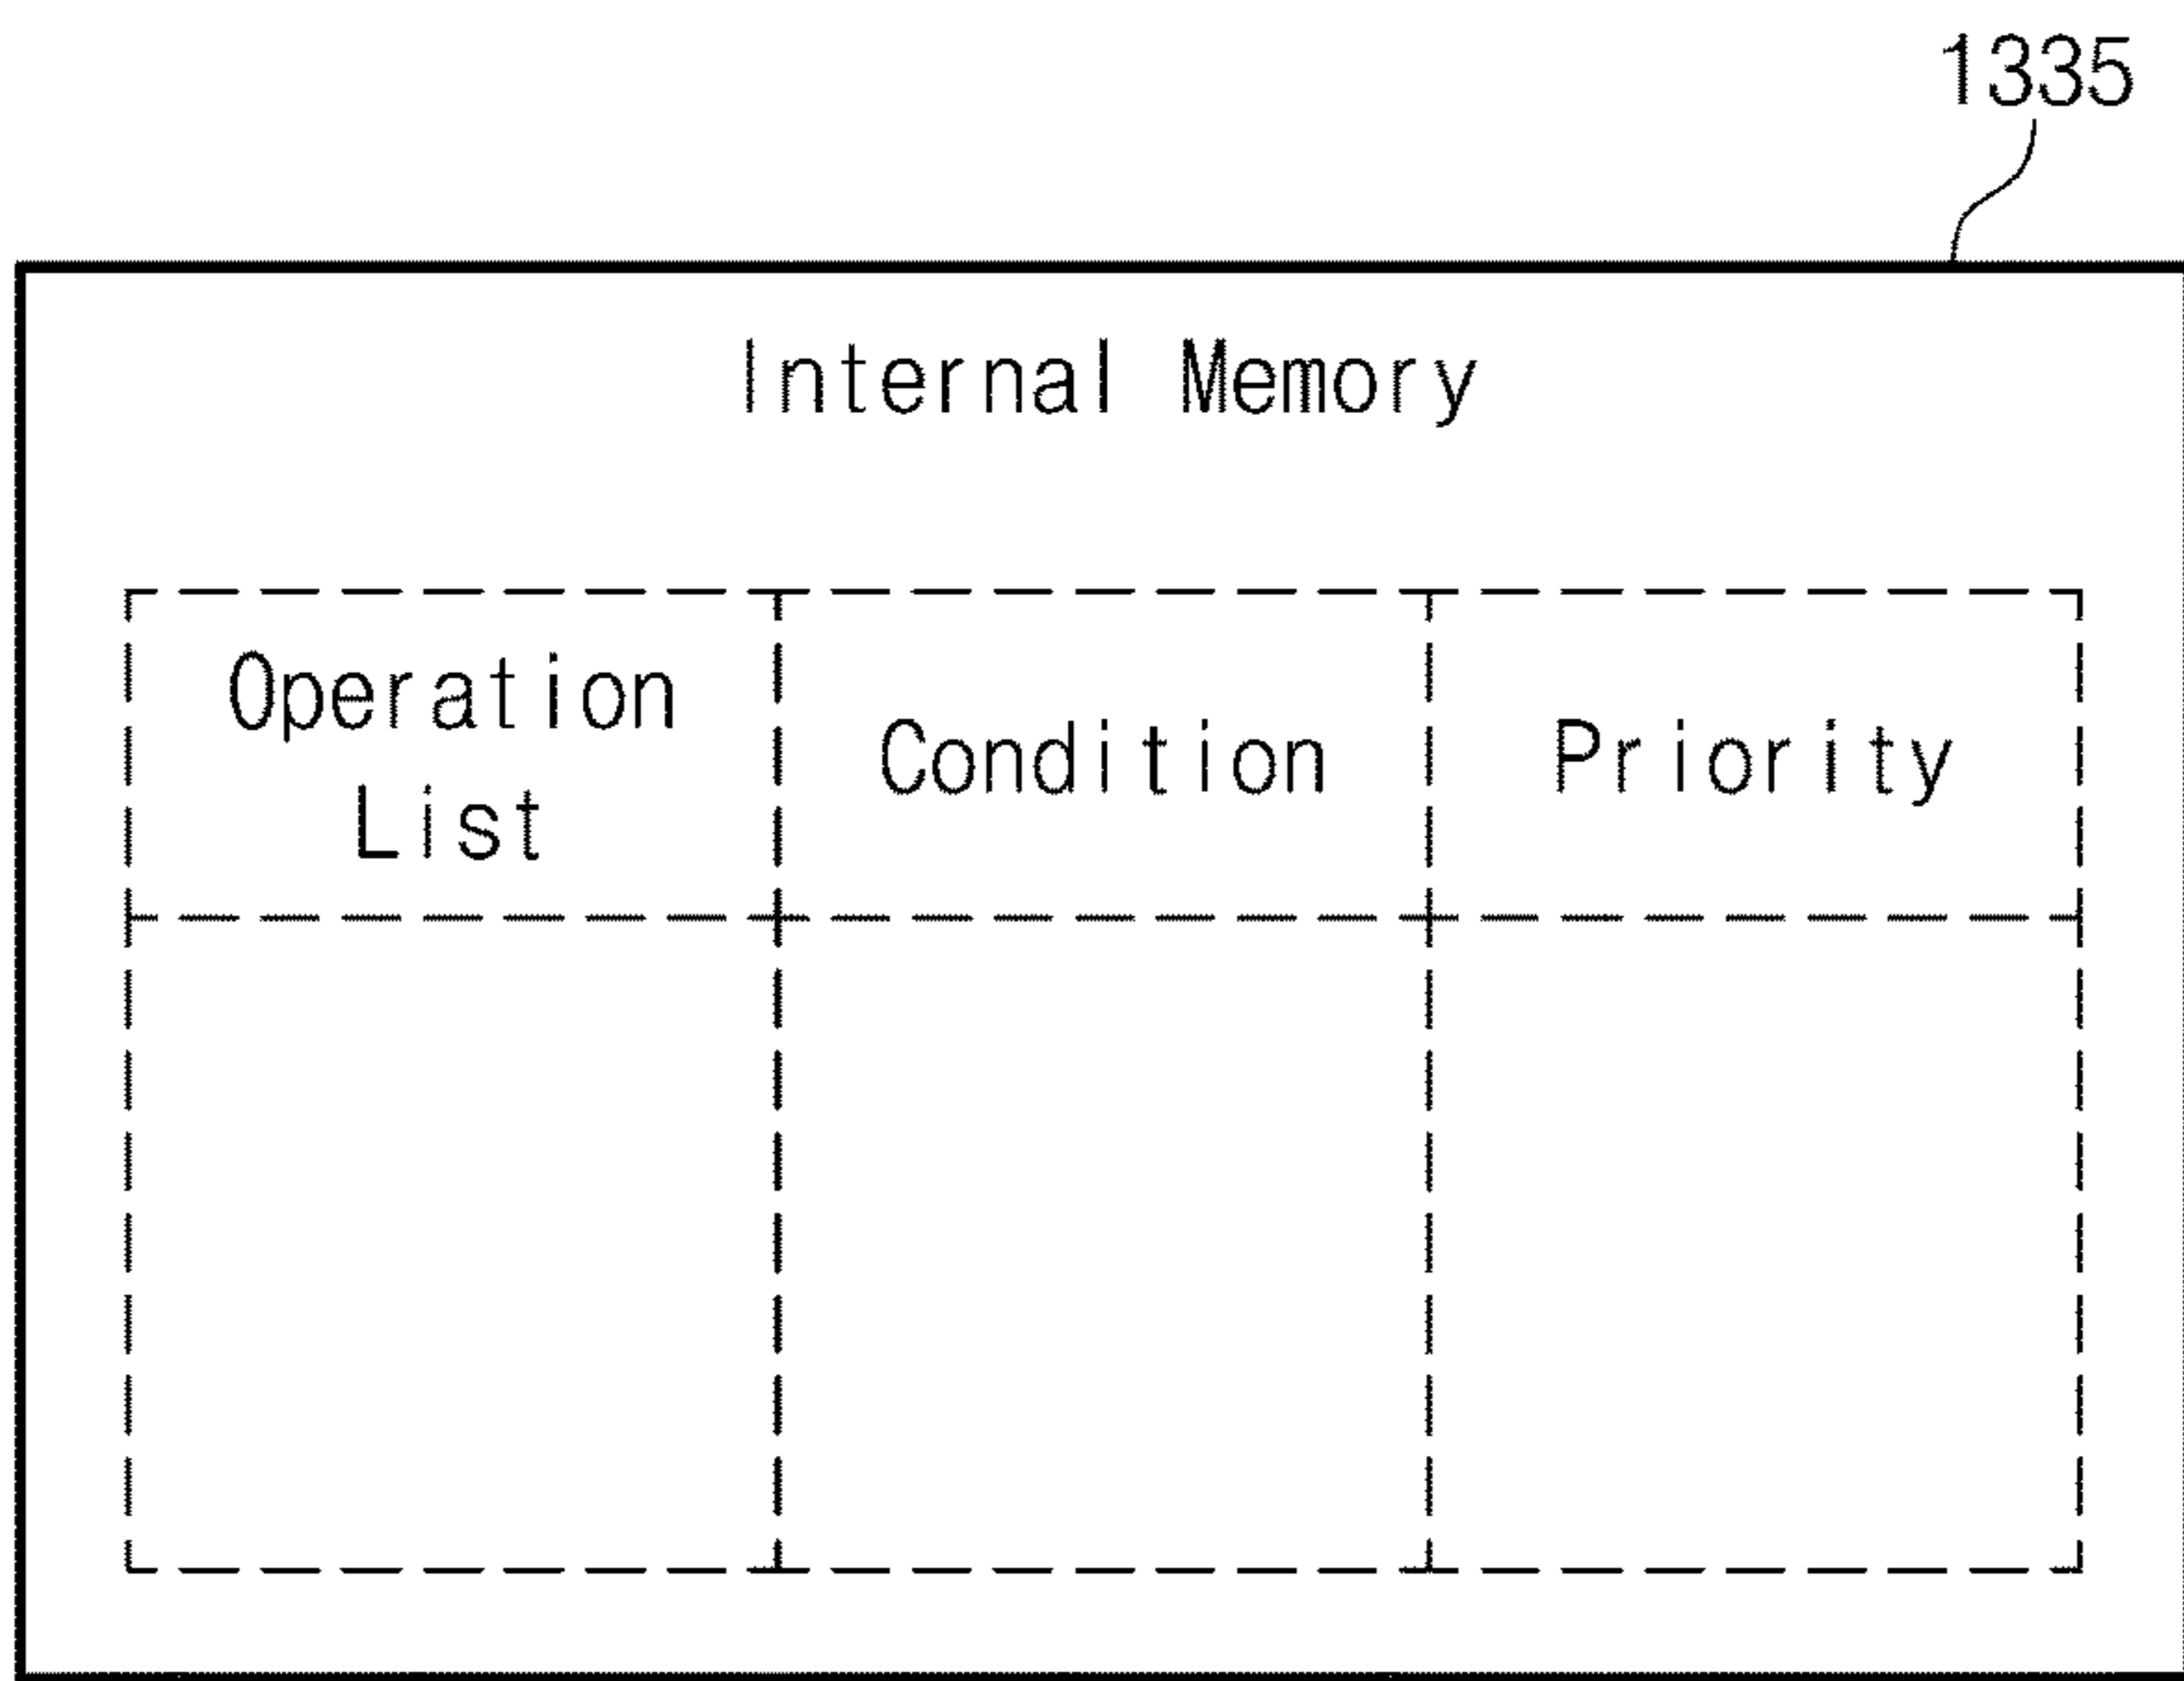 1335
Internal Memory
Operation
List
Condition
Priority